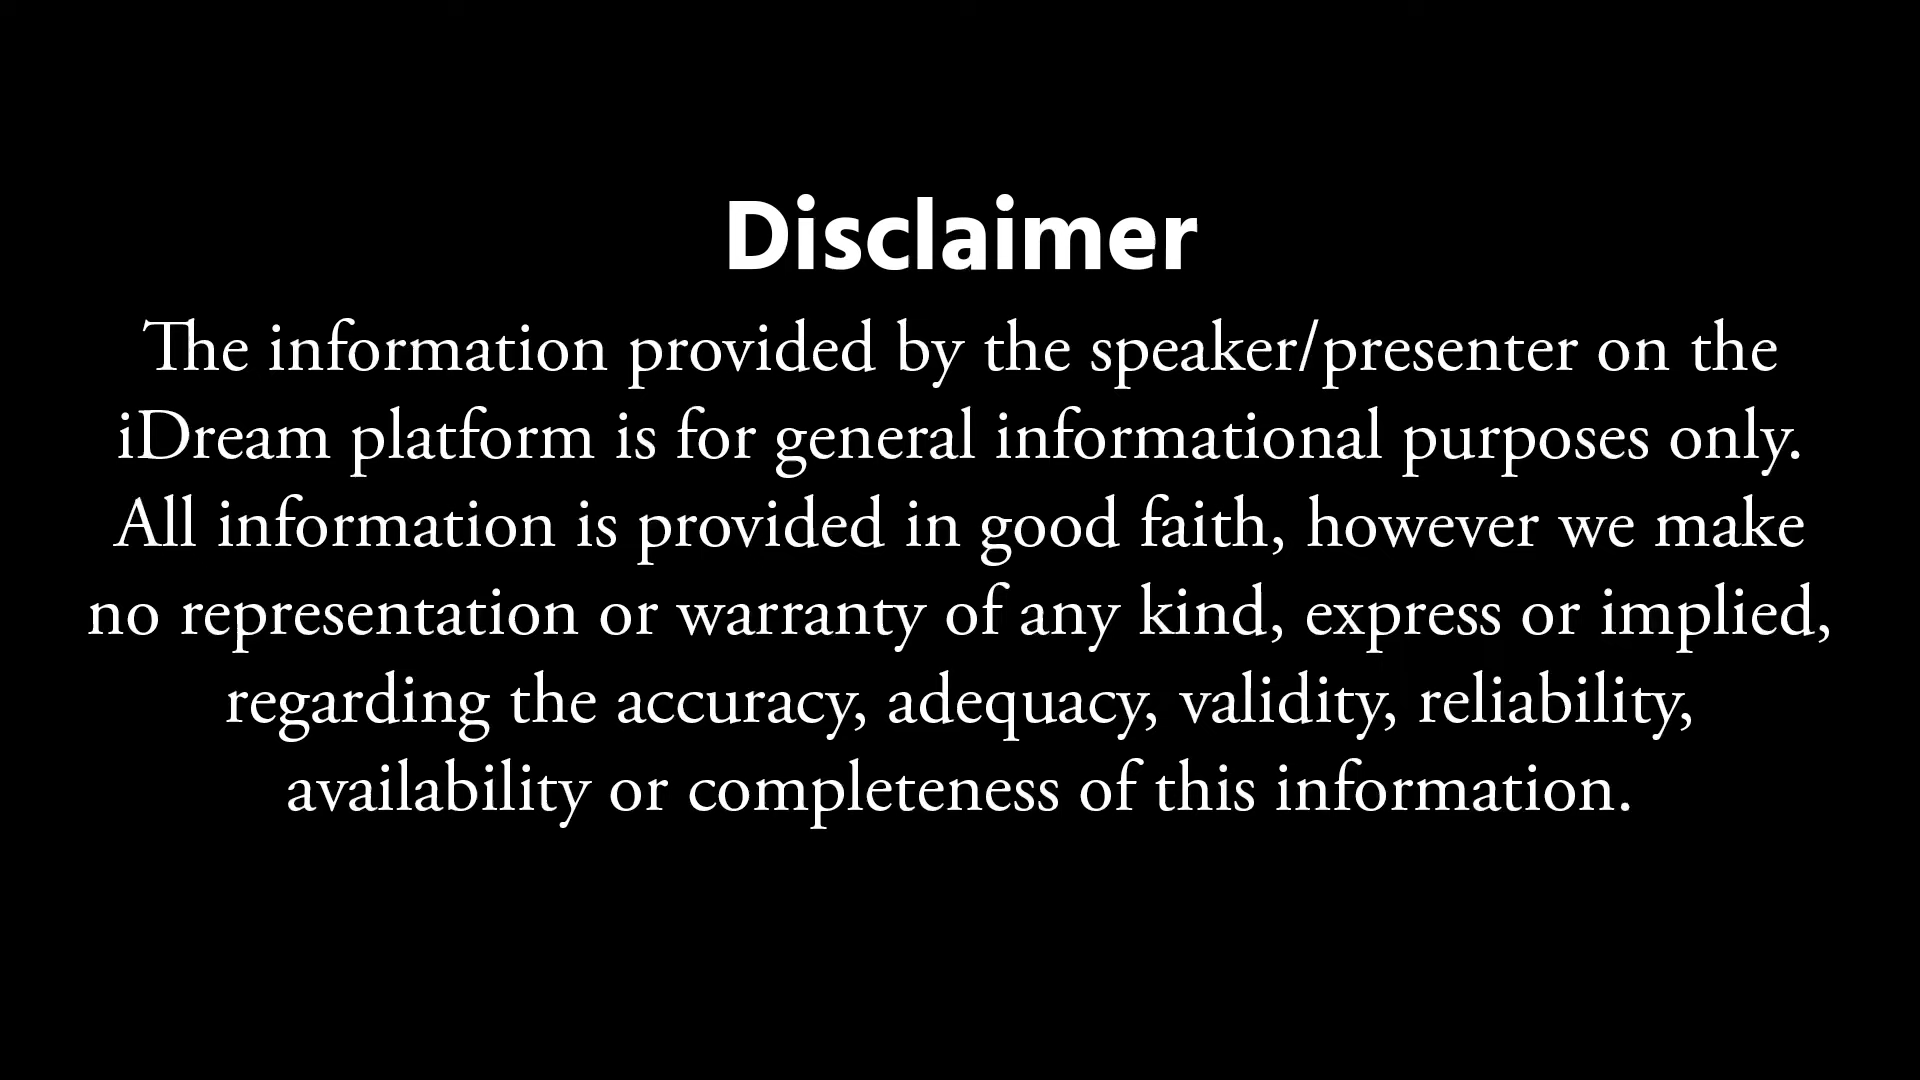 Disclaimer
The information provided by the speaker/presenter on the
iDream platform is for general informational purposes only.
All information is provided in good faith, however we make
no representation or warranty of any kind, express or implied,
regarding the accuracy, adequacy, validity, reliability,
availability or completeness of this information.